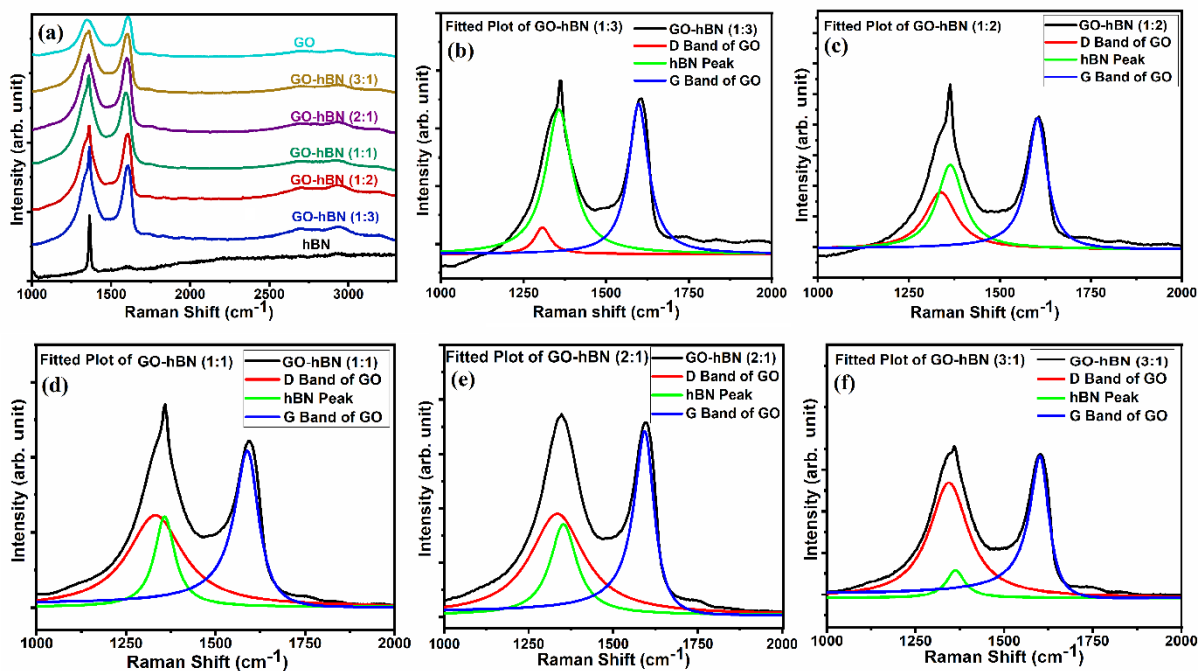 (a)
GO
GO-hBN (3:1)
GO-hBN (2:1)
GO-hBN (1:1)
GO-hBN (1:2)
GO-hBN (1:3)
hBN
Intensity (arb. unit)
1000 1500 2000 2500 3000
Raman Shift (cm-1)
Fitted Plot of GO-hBN (1:3)
(b)
GO-hBN (1:3)
D Band of GO
hBN Peak
G Band of GO
Intensity (arb. unit)
1000 1250 1500 1750 2000
Raman shift (cm-1)
Fitted Plot of GO-hBN (1:2)
(c)
GO-hBN (1:2)
D Band of GO
hBN Peak
G Band of GO
Intensity (arb. unit)
1000 1250 1500 1750 2000
Raman Shift (cm-1)
Fitted Plot of GO-hBN (1:1)
(d)
GO-hBN (1:1)
D Band of GO
hBN Peak
G Band of GO
Intensity (arb. unit)
1000 1250 1500 1750 2000
Raman Shift (cm-1)
Fitted Plot of GO-hBN (2:1)
(e)
GO-hBN (2:1)
D Band of GO
hBN Peak
G Band of GO
Intensity (arb. unit)
1000 1250 1500 1750 2000
Raman Shift (cm-1)
Fitted Plot of GO-hBN (3:1)
(f)
GO-hBN (3:1)
D Band of GO
hBN Peak
G Band of GO
Intensity (arb. unit)
1000 1250 1500 1750 2000
Raman Shift (cm-1)